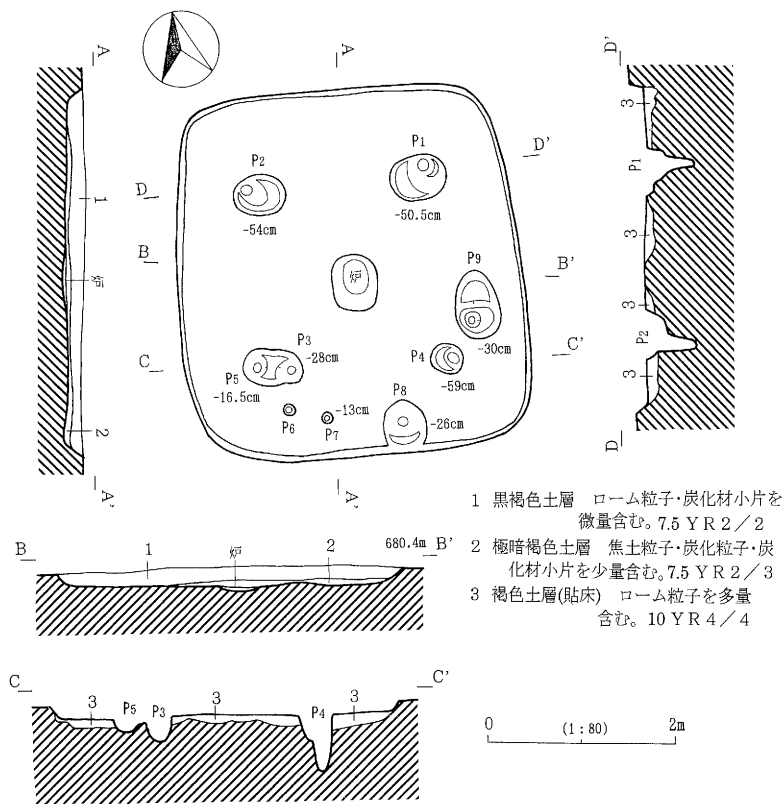 A
A
D'
P2
P1
D'
3
D
-54cm
-50.5cm
P1
1
B
炉
P9
B'
3
炉
3
P3
C
-28cm
P4
-30cm
C'
P2
P5
-16.5cm
-59cm
P8
3
-13cm
-26cm
P6
P7
2
D
A'
A'
1 黒褐色土層 ローム粒子・炭化材小片を
微量含む。7.5YR2/2
2 極暗褐色土層 焦土粒子・炭化粒子・炭
化材小片を少量含む。7.5YR2/3
3 褐色土層(貼床) ローム粒子を多量
含む。10YR4/4
B
1
炉
2
680.4m
B'
C
3
P5
P3
3
P4
3
C'
0
(1:80)
2m